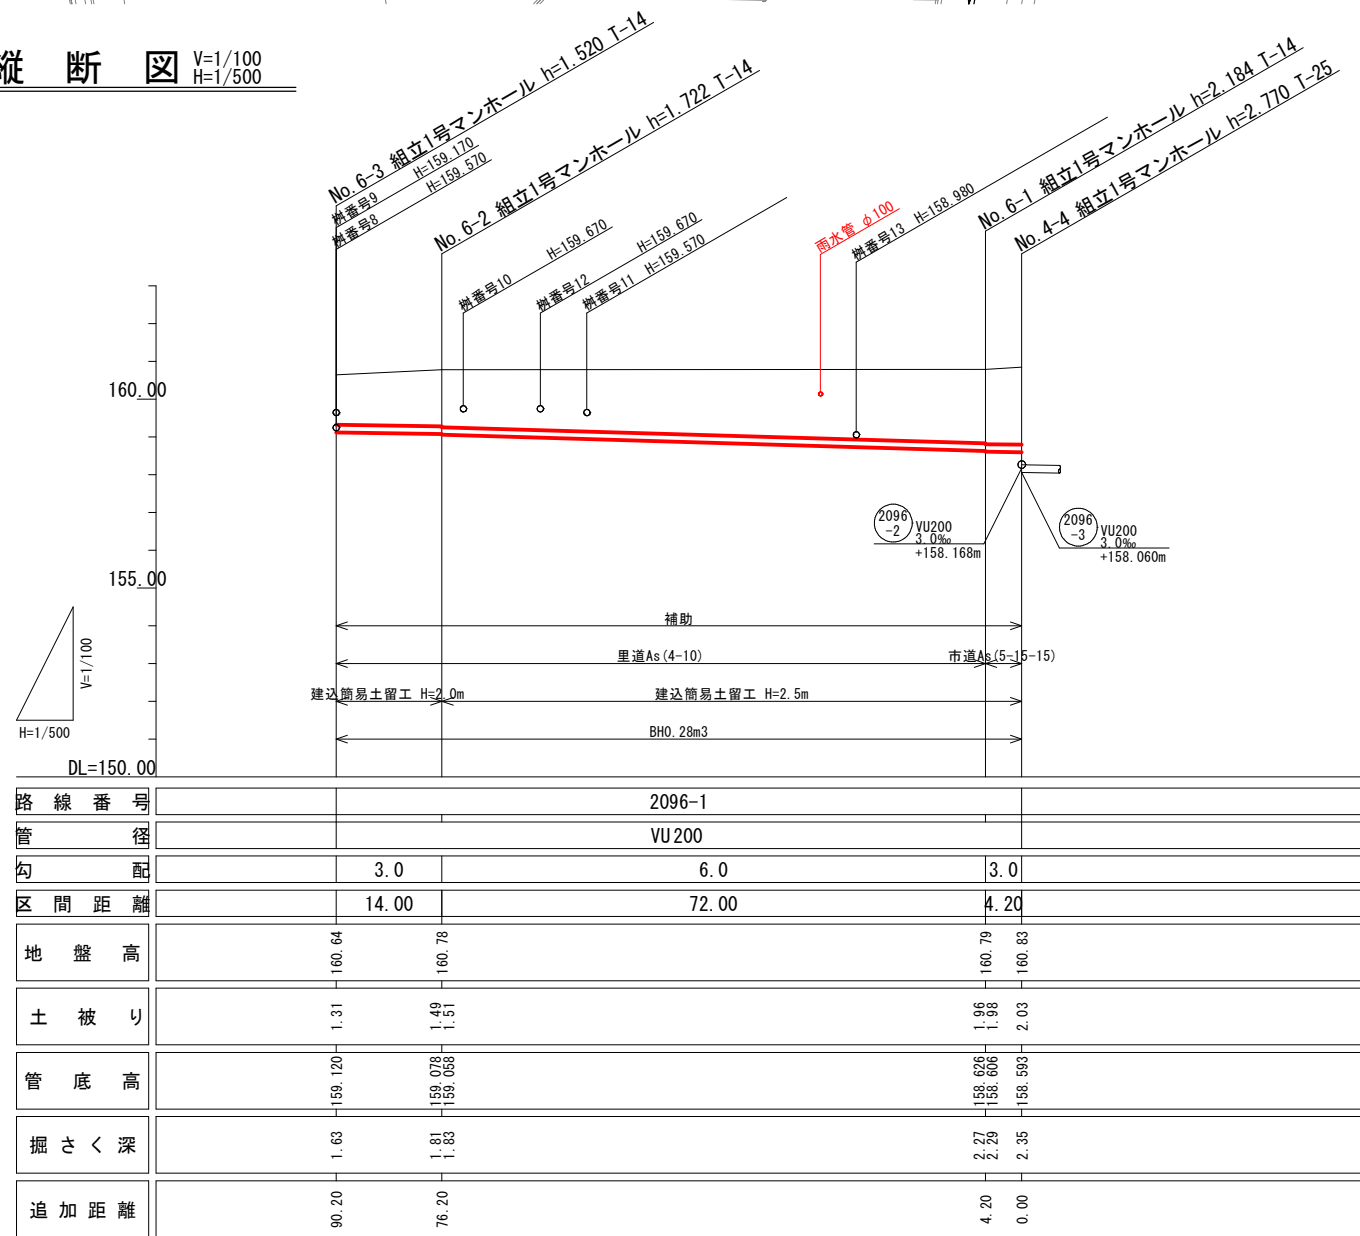 縦 断 図 V=1/100
H=1/500
No.6-3 組立1号マンホール h=1.520 T-14
桝番号9 H=159.170
桝番号8 H=159.570
No.6-2 組立1号マンホール h=1.722 T-14
桝番号10 H=159.670
桝番号12 H=159.670
桝番号11 H=159.570
雨水管 φ100
桝番号13 H=158.980
No.6-1 組立1号マンホール h=2.184 T-14
No.4-4 組立1号マンホール h=2.770 T-25
160.00
155.00
DL=150.00
V=1/100
H=1/500
2096
-2
VU200
3.0‰
+158.168m
2096
-3
VU200
3.0‰
+158.060m
補助
里道As(4-10)
市道As(5-15-15)
建込簡易土留工 H=2.0m
建込簡易土留工 H=2.5m
BH0.28m3
路線番号 2096-1
管径 VU200
勾配 3.0 6.0 3.0
区間距離 14.00 72.00 4.20
地盤高 160.64 160.78 160.79 160.83
土被り 1.31 1.49 1.51 1.96 1.98 2.03
管底高 159.120 159.078 159.058 158.626 158.606 158.593
掘さく深 1.63 1.81 1.83 2.27 2.29 2.35
追加距離 90.20 76.20 4.20 0.00